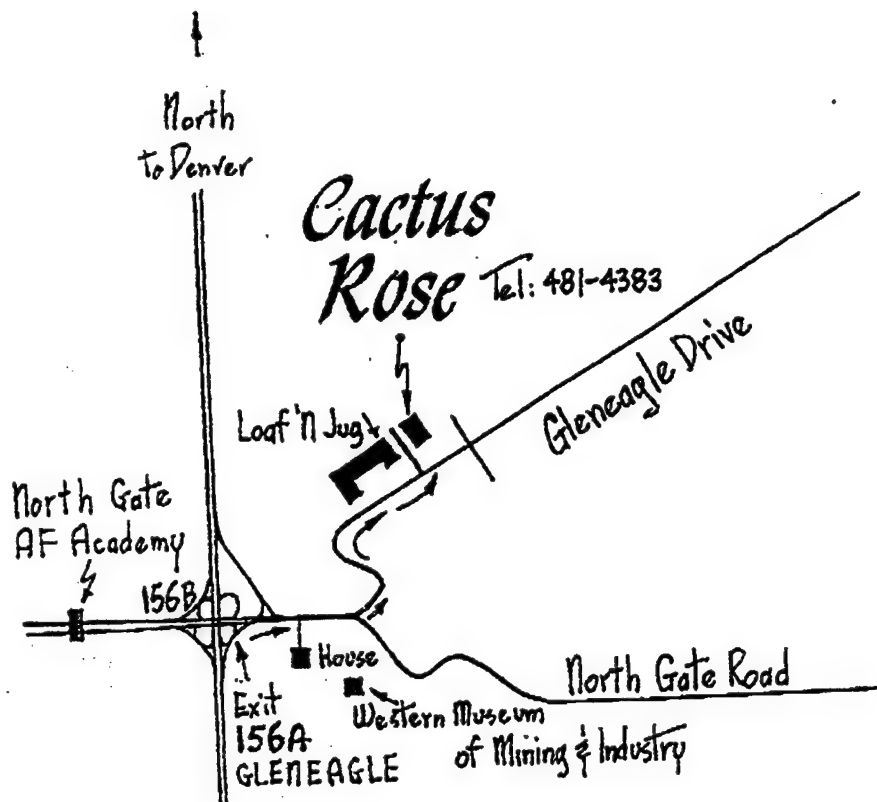 North
to Denver
Cactus
Rose
Tel: 481-4383
Gleneagle Drive
Loaf 'N Jug
North Gate
AF Academy
156B
House
North Gate Road
Exit
156A
GLENEAGLE
Western Museum
of Mining & Industry